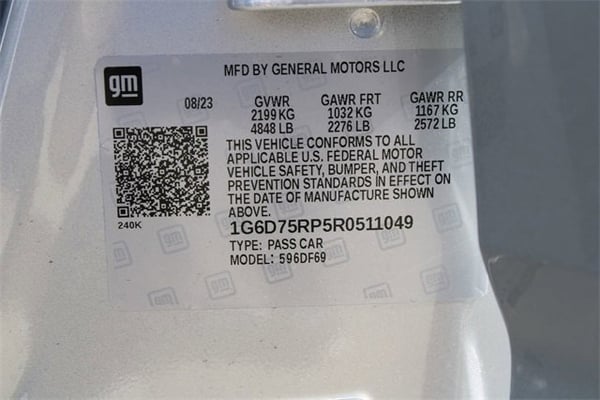 gm
MFD BY GENERAL MOTORS LLC
08/23 GVWR GAWR FRT GAWR RR
2199 KG 1032 KG 1167 KG
4848 LB 2276 LB 2572 LB
THIS VEHICLE CONFORMS TO ALL
APPLICABLE U.S. FEDERAL MOTOR
VEHICLE SAFETY, BUMPER, AND THEFT
PREVENTION STANDARDS IN EFFECT ON
THE DATE OF MANUFACTURE SHOWN
ABOVE.
240K
1G6D75RP5R0511049
TYPE: PASS CAR
MODEL: 596DF69